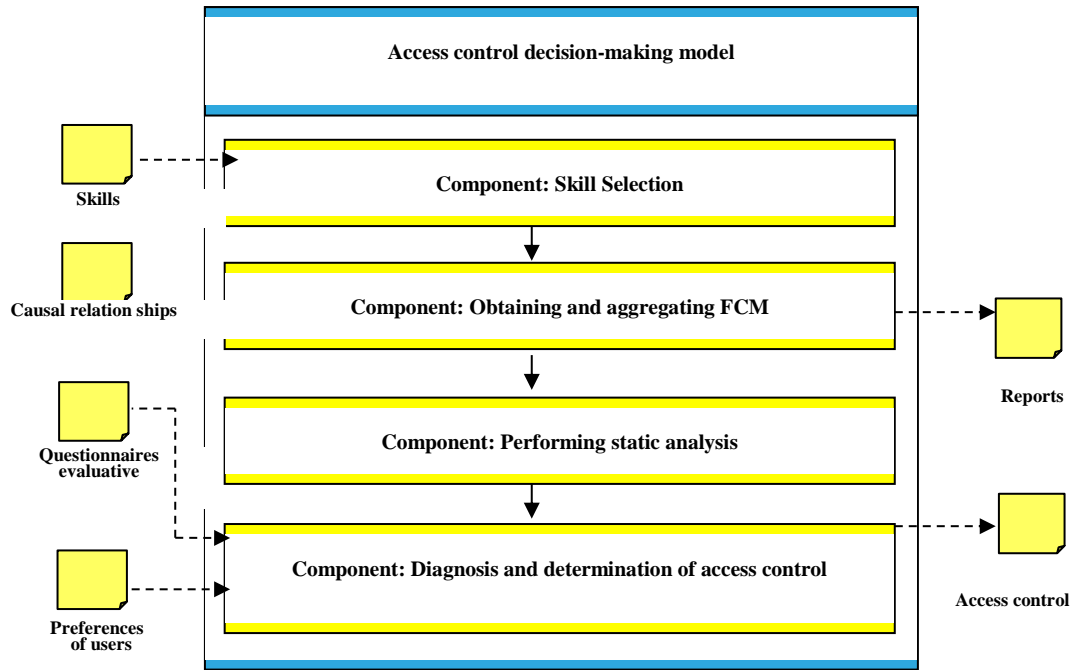 Access control decision-making model
Component: Skill Selection
Skills
Causal relation ships
Component: Obtaining and aggregating FCM
Reports
Component: Performing static analysis
Questionnaires
evaluative
Component: Diagnosis and determination of access control
Access control
Preferences
of users